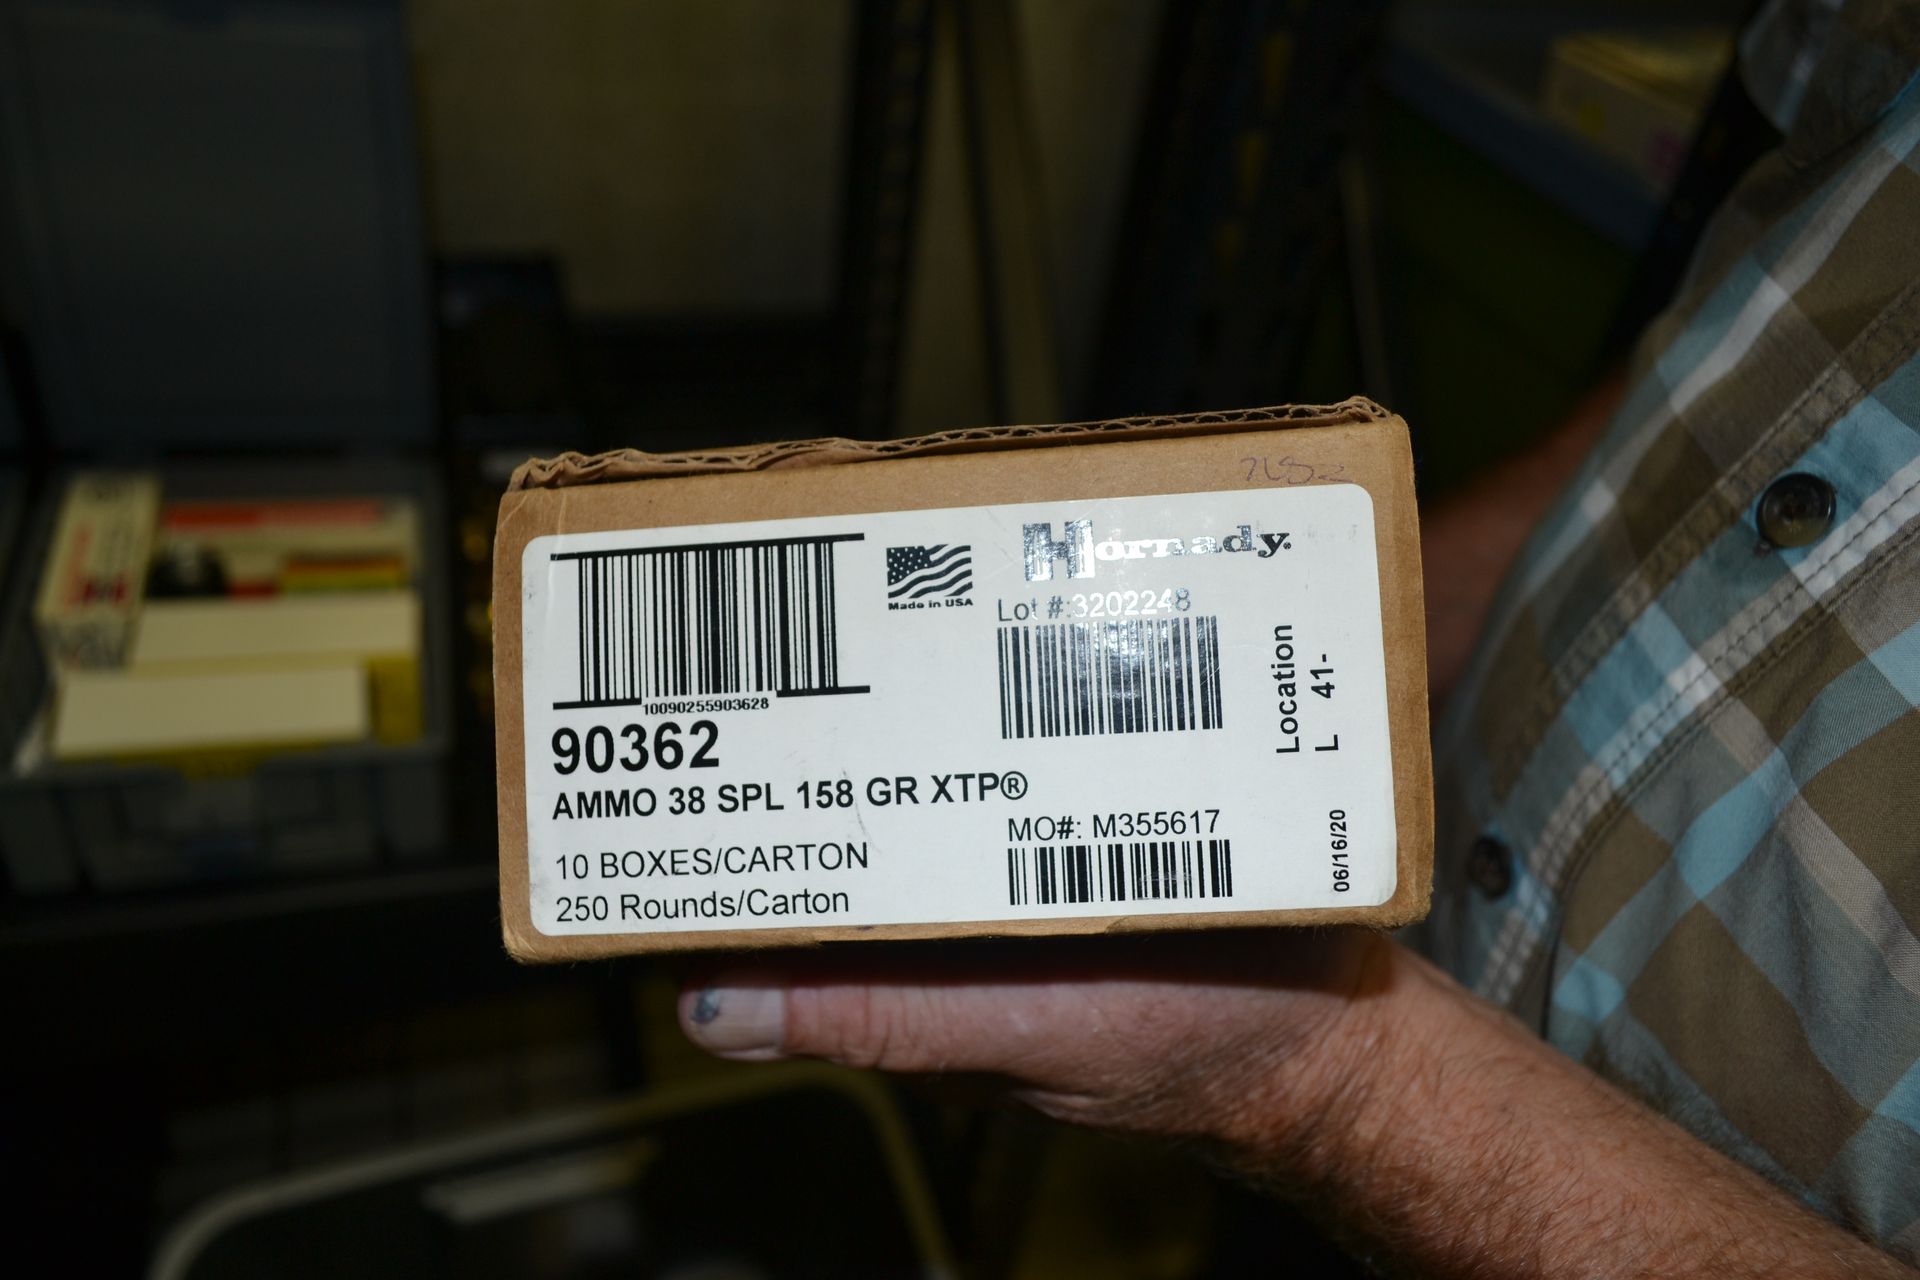 Hornady.
Made in USA
Lot #:3202248
10090255903628
90362
AMMO 38 SPL 158 GR XTP®
10 BOXES/CARTON
250 Rounds/Carton
MO#: M355617
Location
L 41-
06/16/20